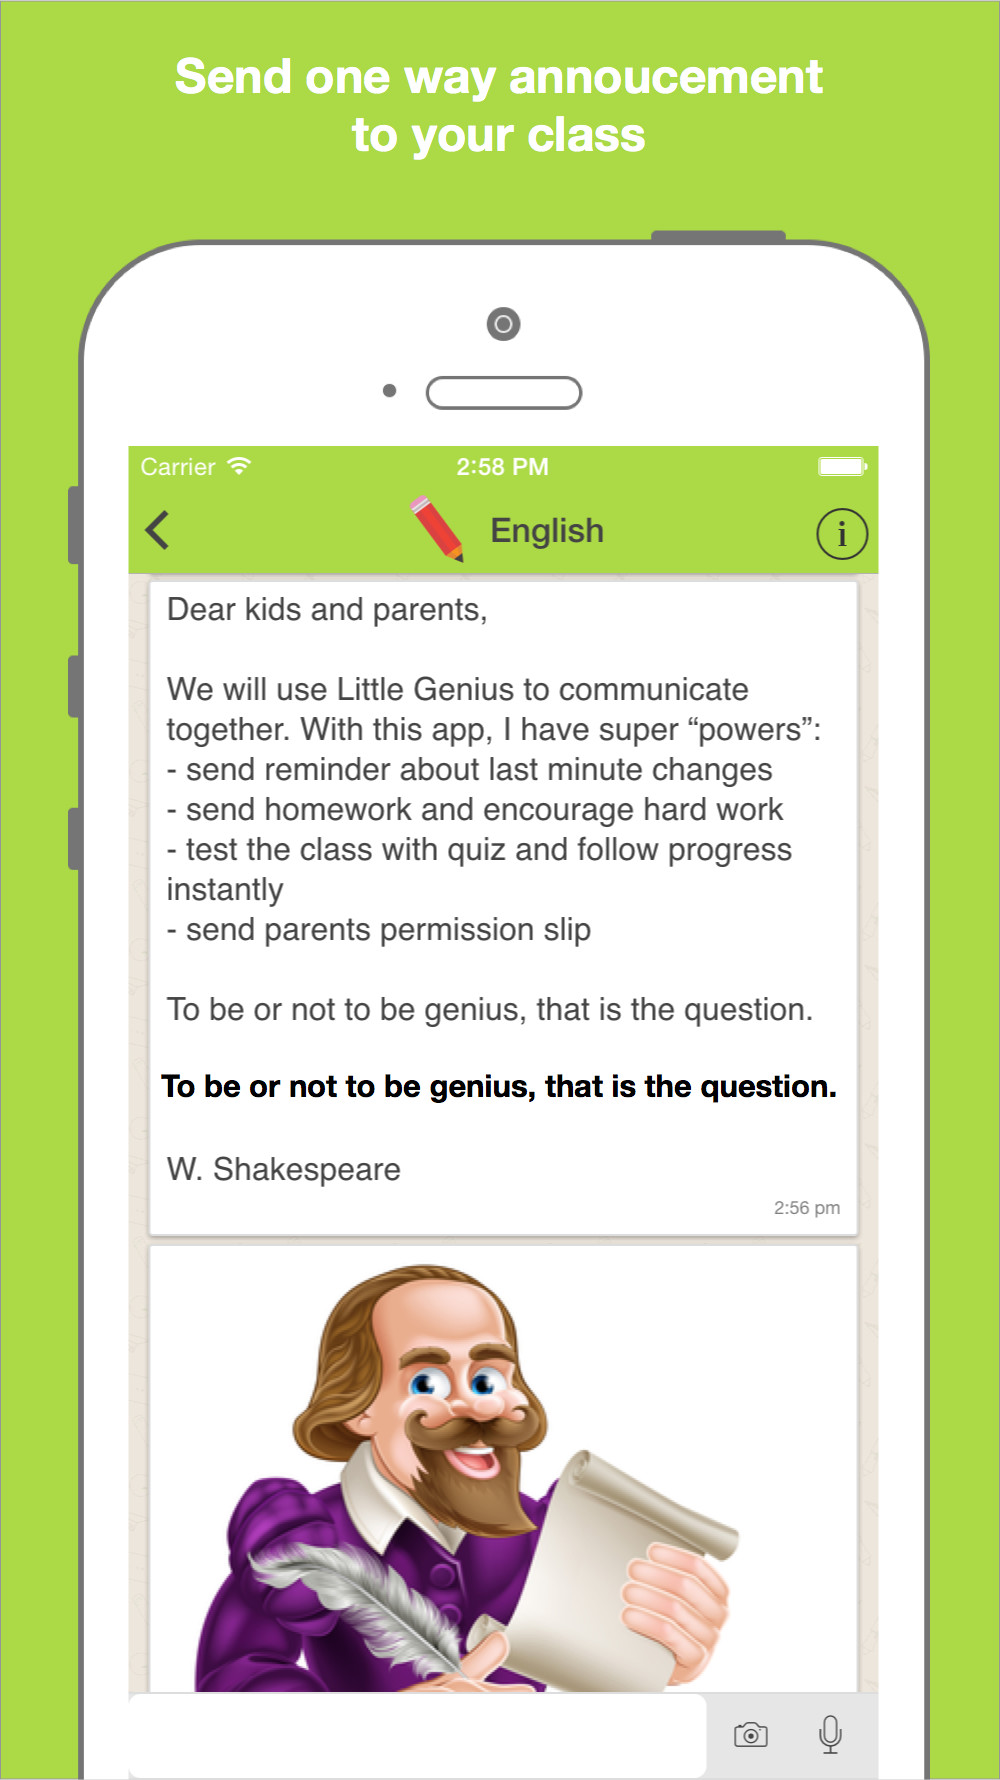 Send one way annoucement
to your class
Carrier
2:58 PM
English
i
Dear kids and parents,
We will use Little Genius to communicate
together. With this app, I have super “powers”:
- send reminder about last minute changes
- send homework and encourage hard work
- test the class with quiz and follow progress
instantly
- send parents permission slip
To be or not to be genius, that is the question.
To be or not to be genius, that is the question.
W. Shakespeare
2:56 pm